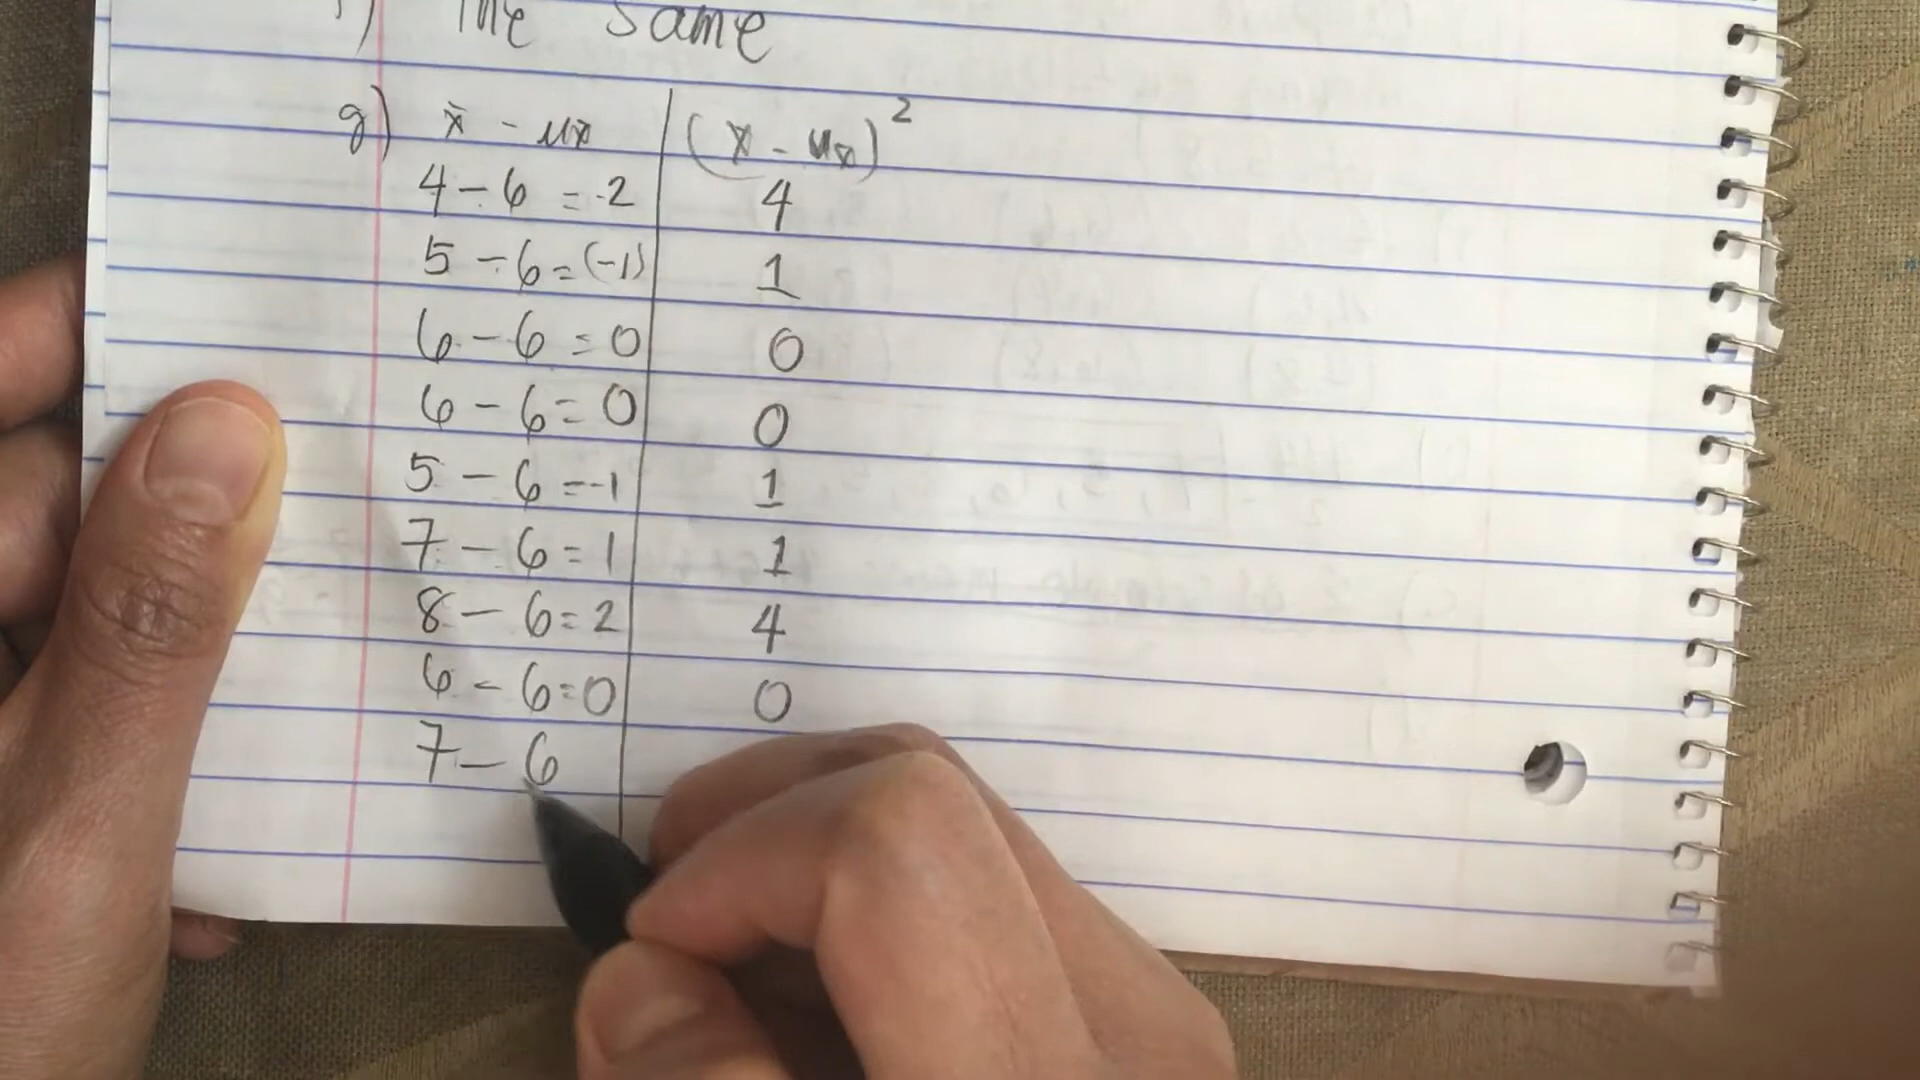 f) The same
g) x̄ - μx̄ (x̄ - μx̄)²
4 - 6 = -2 4
5 - 6 = (-1) 1
6 - 6 = 0 0
6 - 6 = 0 0
5 - 6 = -1 1
7 - 6 = 1 1
8 - 6 = 2 4
6 - 6 = 0 0
7 - 6